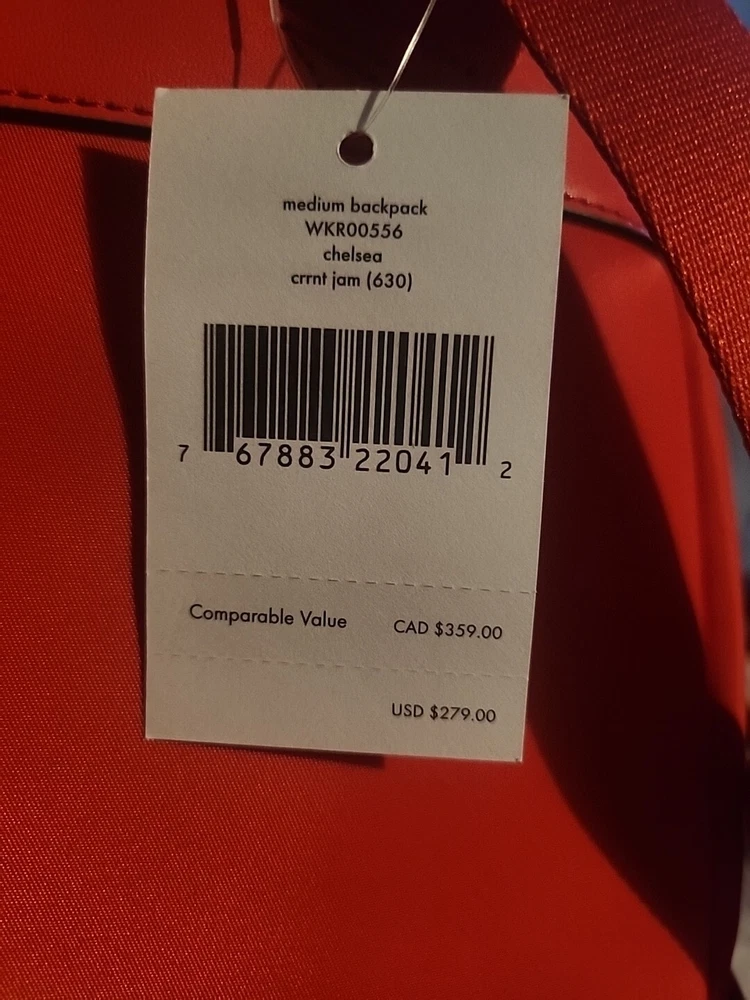 medium backpack
WKR00556
chelsea
crrnt jam (630)
7 67883 22041 2
Comparable Value CAD $359.00
USD $279.00